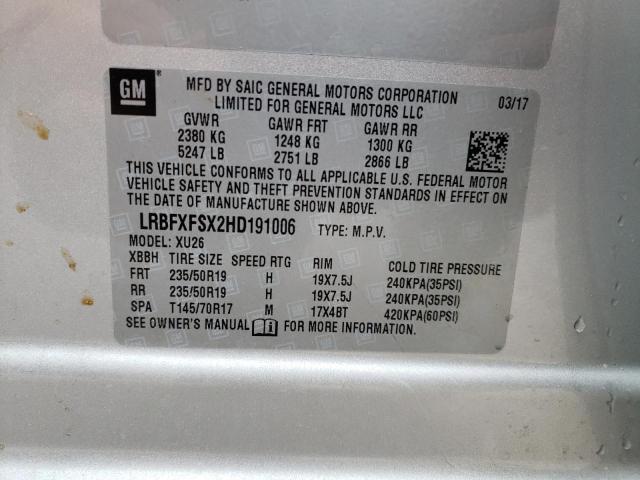 GM ®
MFD BY SAIC GENERAL MOTORS CORPORATION 03/17
LIMITED FOR GENERAL MOTORS LLC
GVWR GAWR FRT GAWR RR
2380 KG 1248 KG 1300 KG
5247 LB 2751 LB 2866 LB
THIS VEHICLE CONFORMS TO ALL APPLICABLE U.S. FEDERAL MOTOR
VEHICLE SAFETY AND THEFT PREVENTION STANDARDS IN EFFECT ON
THE DATE OF MANUFACTURE SHOWN ABOVE.
LRBFXFSX2HD191006 TYPE: M.P.V.
MODEL: XU26
XBBH TIRE SIZE SPEED RTG RIM COLD TIRE PRESSURE
FRT 235/50R19 H 19X7.5J 240KPA(35PSI)
RR 235/50R19 H 19X7.5J 240KPA(35PSI)
SPA T145/70R17 M 17X4BT 420KPA(60PSI)
SEE OWNER'S MANUAL FOR MORE INFORMATION.